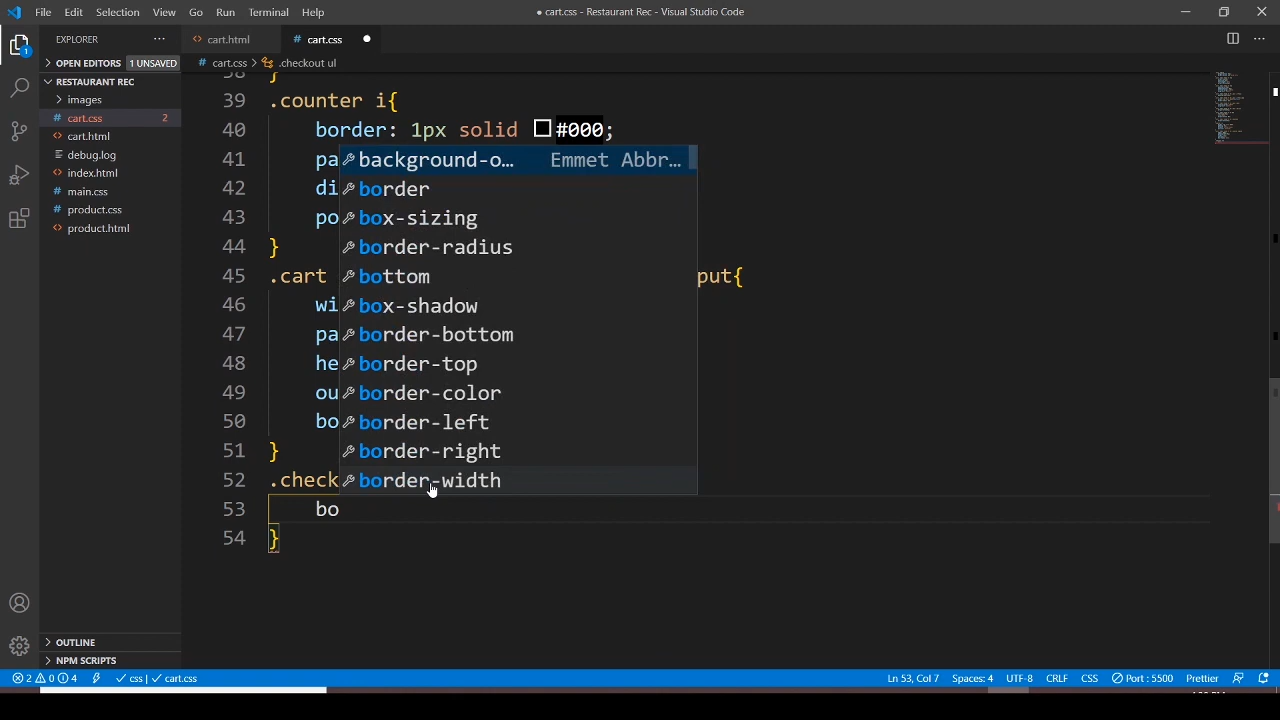 File Edit Selection View Go Run Terminal Help
● cart.css - Restaurant Rec - Visual Studio Code
EXPLORER ···
cart.html
# cart.css ●
OPEN EDITORS 1 UNSAVED
# cart.css > .checkout ul
RESTAURANT REC
images
# cart.css 2
cart.html
debug.log
index.html
# main.css
# product.css
product.html
OUTLINE
NPM SCRIPTS
1
38 }
39 .counter i{
40 border: 1px solid #000;
41 pa
42 di
43 po
44 }
45 .cart put{
46 wi
47 pa
48 he
49 ou
50 bo
51 }
52 .check
53 bo
54 }
background-o… Emmet Abbr…
border
box-sizing
border-radius
bottom
box-shadow
border-bottom
border-top
border-color
border-left
border-right
border-width
2 0 4 css | cart.css Ln 53, Col 7 Spaces: 4 UTF-8 CRLF CSS Port : 5500 Prettier